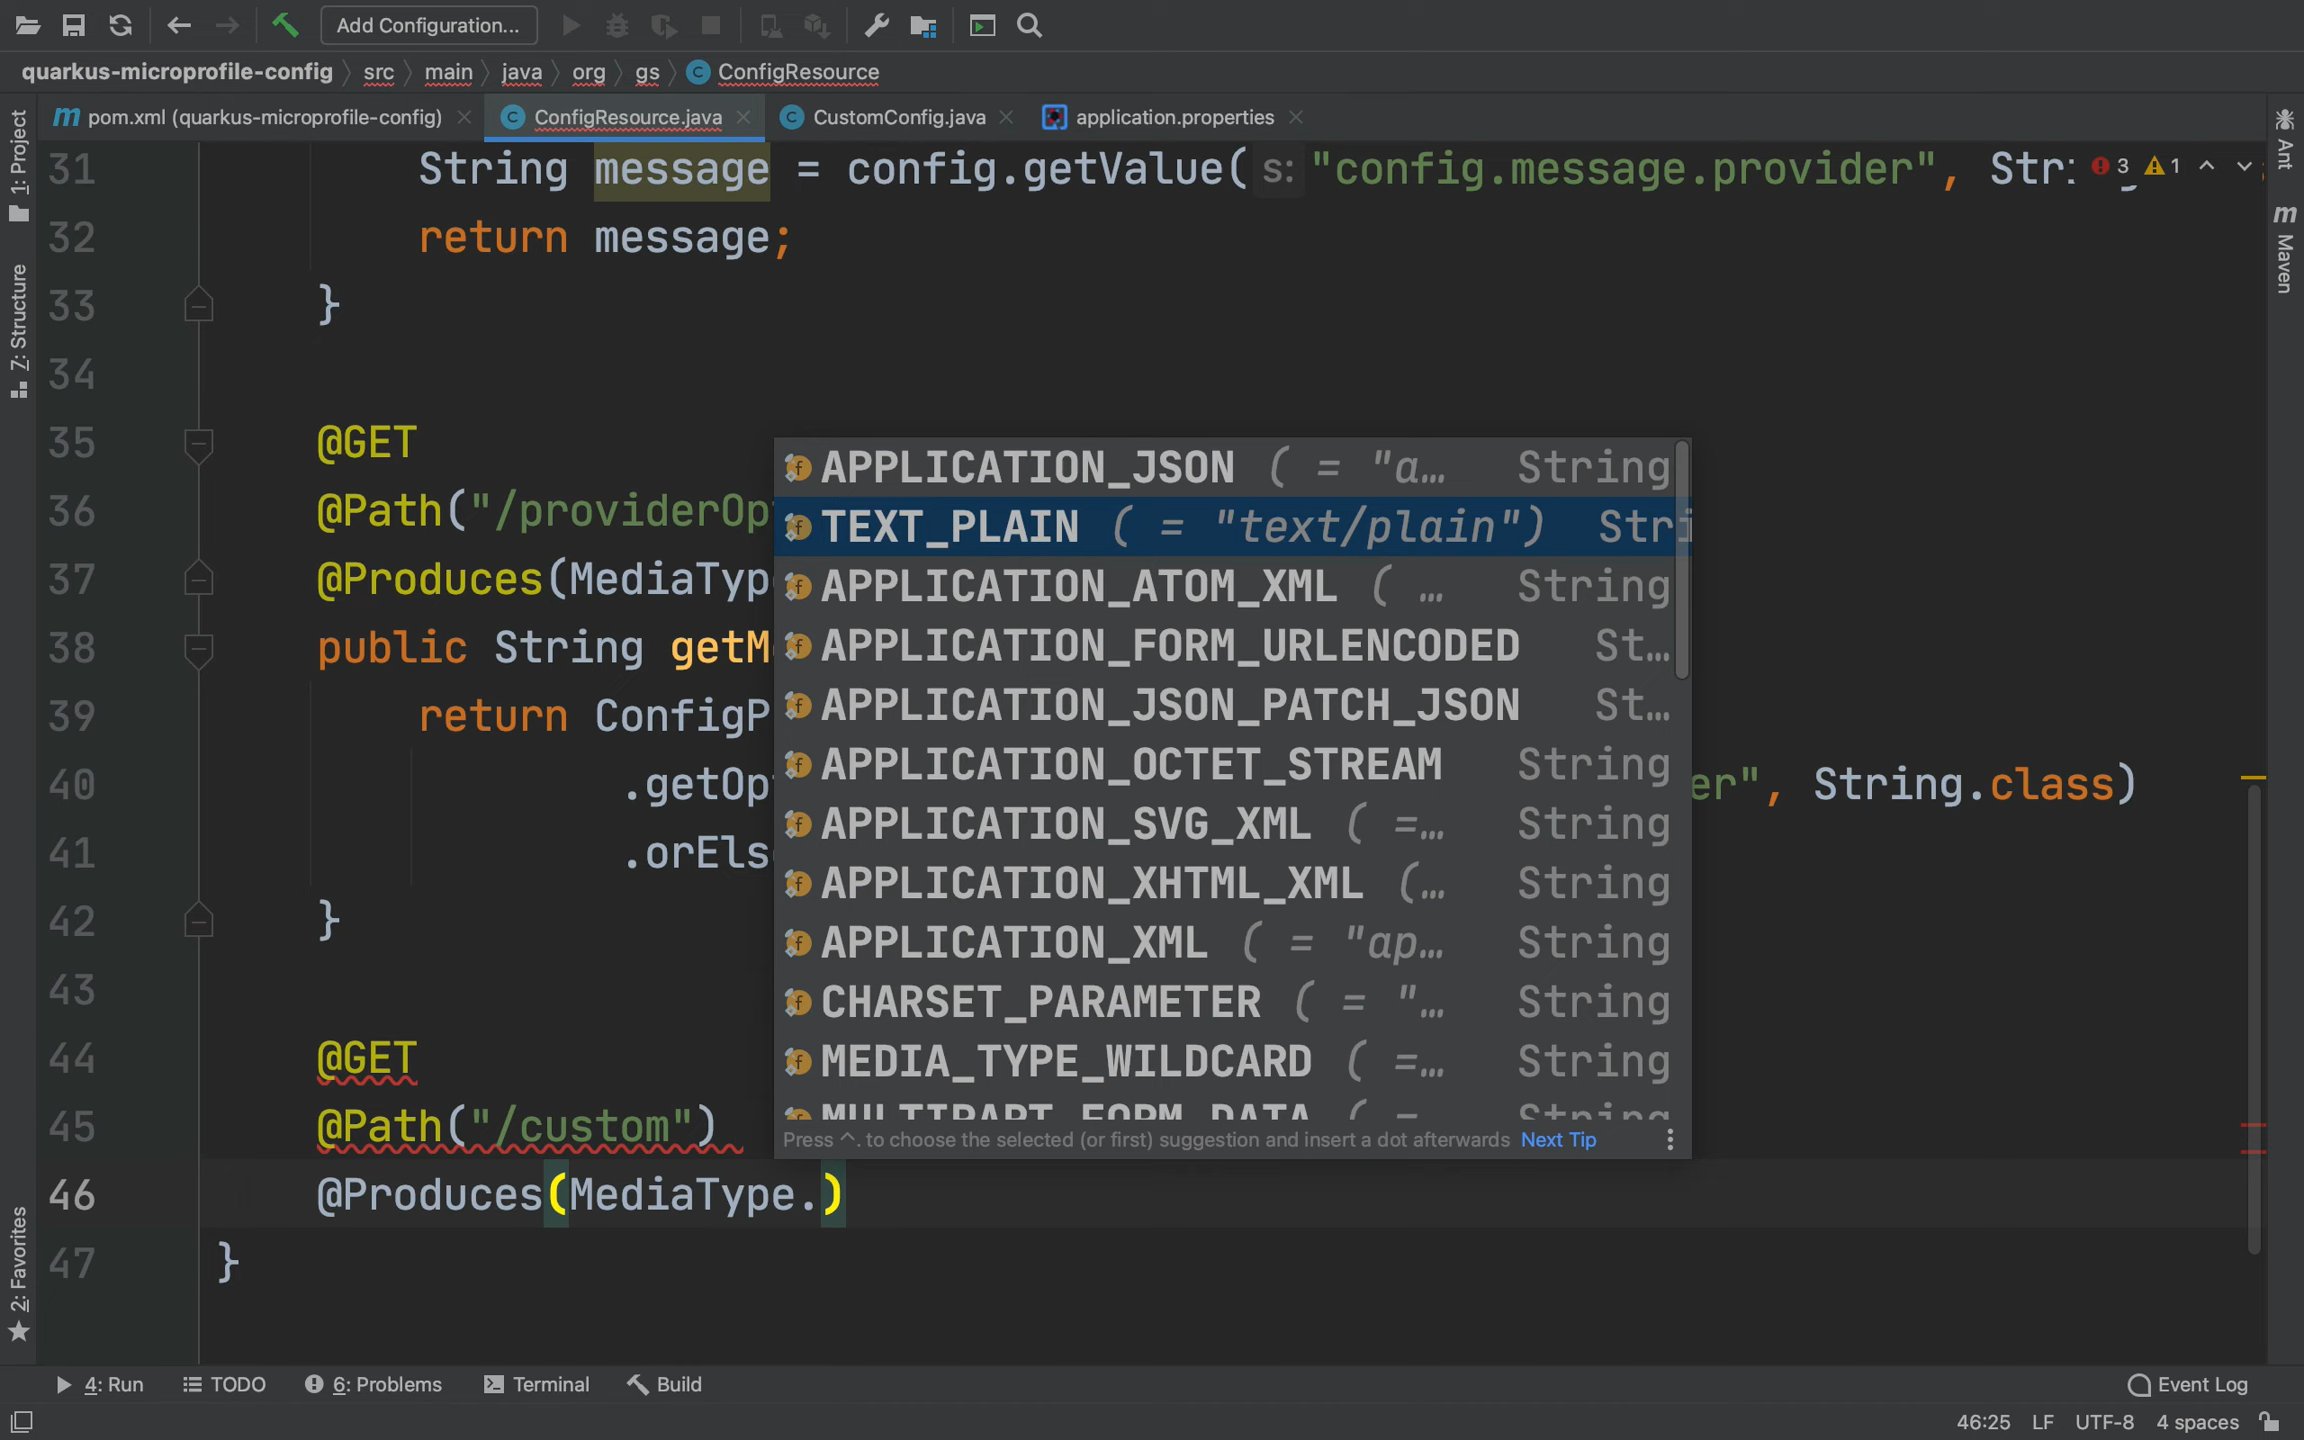 Add Configuration...
quarkus-microprofile-config src main java org gs ConfigResource
pom.xml (quarkus-microprofile-config) ConfigResource.java CustomConfig.java application.properties
1: Project
7: Structure
2: Favorites
Ant
Maven
31 String message = config.getValue( s: "config.message.provider", Str
3 1
32 return message;
33 }
34
35 @GET
36 @Path("/providerOp
37 @Produces(MediaTyp
38 public String getM
39 return ConfigP
40 .getOp er", String.class)
41 .orEls
42 }
43
44 @GET
45 @Path("/custom")
46 @Produces(MediaType.)
47 }
APPLICATION_JSON ( = "a… String
TEXT_PLAIN ( = "text/plain") Stri
APPLICATION_ATOM_XML ( … String
APPLICATION_FORM_URLENCODED St…
APPLICATION_JSON_PATCH_JSON St…
APPLICATION_OCTET_STREAM String
APPLICATION_SVG_XML ( =… String
APPLICATION_XHTML_XML (… String
APPLICATION_XML ( = "ap… String
CHARSET_PARAMETER ( = "… String
MEDIA_TYPE_WILDCARD ( =… String
MULTIPART_FORM_DATA ( = String
Press ^. to choose the selected (or first) suggestion and insert a dot afterwards Next Tip
4: Run TODO 6: Problems Terminal Build Event Log
46:25 LF UTF-8 4 spaces